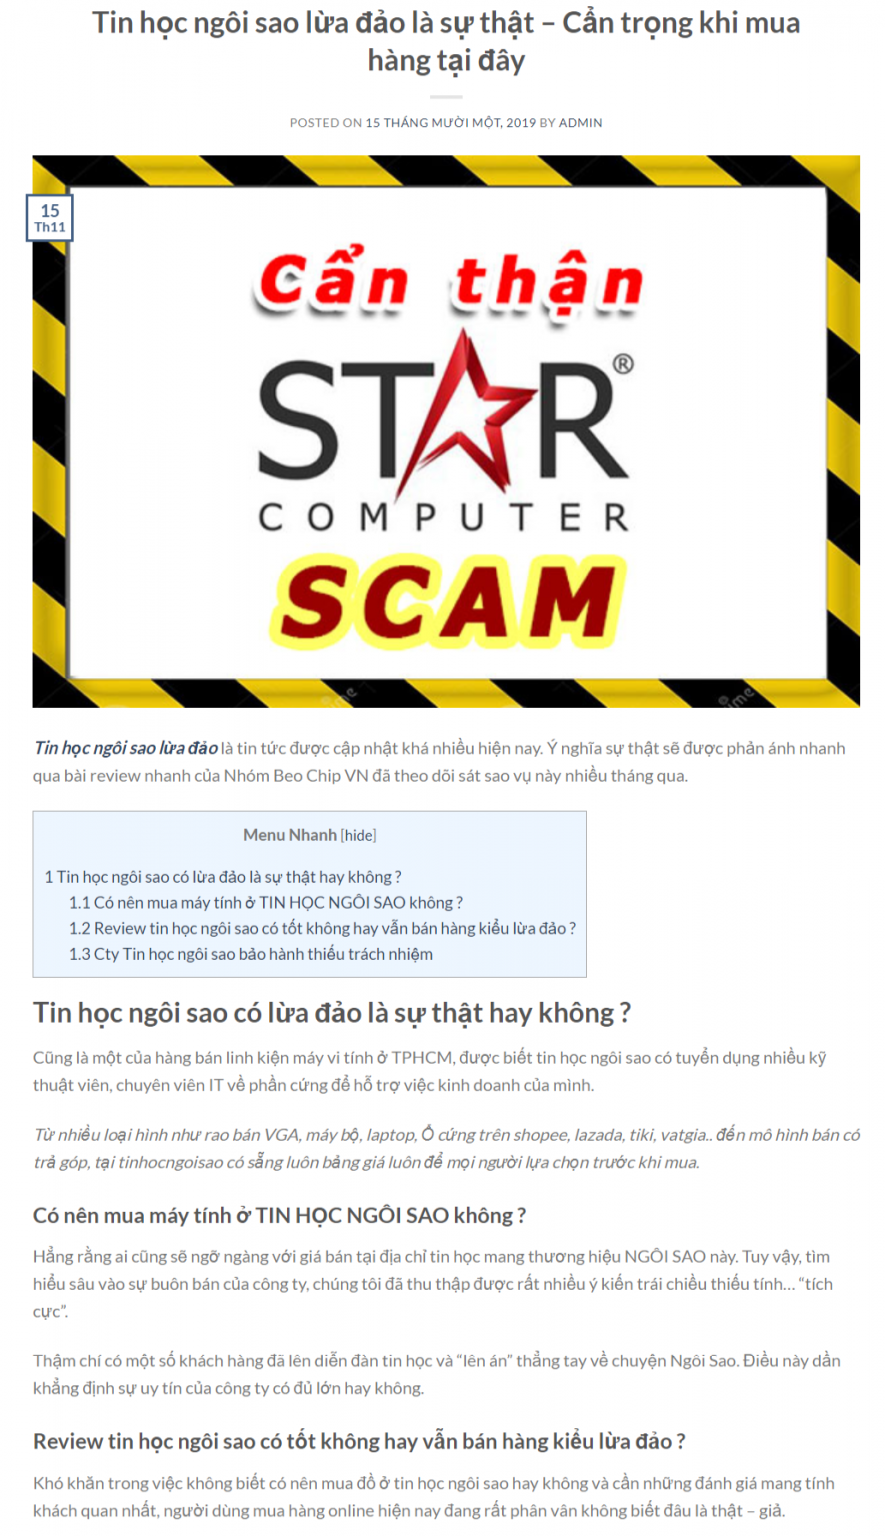 Tin học ngôi sao lừa đảo là sự thật – Cẩn trọng khi mua
hàng tại đây
POSTED ON 15 THÁNG MƯỜI MỘT, 2019 BY ADMIN
15
Th11
Cẩn thận
STAR®
COMPUTER
SCAM
ime
ime
Tin học ngôi sao lừa đảo là tin tức được cập nhật khá nhiều hiện nay. Ý nghĩa sự thật sẽ được phản ánh nhanh
qua bài review nhanh của Nhóm Beo Chip VN đã theo dõi sát sao vụ này nhiều tháng qua.
Menu Nhanh [hide]
1 Tin học ngôi sao có lừa đảo là sự thật hay không ?
1.1 Có nên mua máy tính ở TIN HỌC NGÔI SAO không ?
1.2 Review tin học ngôi sao có tốt không hay vẫn bán hàng kiểu lừa đảo ?
1.3 Cty Tin học ngôi sao bảo hành thiếu trách nhiệm
Tin học ngôi sao có lừa đảo là sự thật hay không ?
Cũng là một của hàng bán linh kiện máy vi tính ở TPHCM, được biết tin học ngôi sao có tuyển dụng nhiều kỹ
thuật viên, chuyên viên IT về phần cứng để hỗ trợ việc kinh doanh của mình.
Từ nhiều loại hình như rao bán VGA, máy bộ, laptop, Ổ cứng trên shopee, lazada, tiki, vatgia.. đến mô hình bán có
trả góp, tại tinhocngoisao có sẵng luôn bảng giá luôn để mọi người lựa chọn trước khi mua.
Có nên mua máy tính ở TIN HỌC NGÔI SAO không ?
Hẳng rằng ai cũng sẽ ngỡ ngàng với giá bán tại địa chỉ tin học mang thương hiệu NGÔI SAO này. Tuy vậy, tìm
hiểu sâu vào sự buôn bán của công ty, chúng tôi đã thu thập được rất nhiều ý kiến trái chiều thiếu tính... “tích
cực”.
Thậm chí có một số khách hàng đã lên diễn đàn tin học và “lên án” thẳng tay về chuyện Ngôi Sao. Điều này dần
khẳng định sự uy tín của công ty có đủ lớn hay không.
Review tin học ngôi sao có tốt không hay vẫn bán hàng kiểu lừa đảo ?
Khó khăn trong việc không biết có nên mua đồ ở tin học ngôi sao hay không và cần những đánh giá mang tính
khách quan nhất, người dùng mua hàng online hiện nay đang rất phân vân không biết đâu là thật – giả.